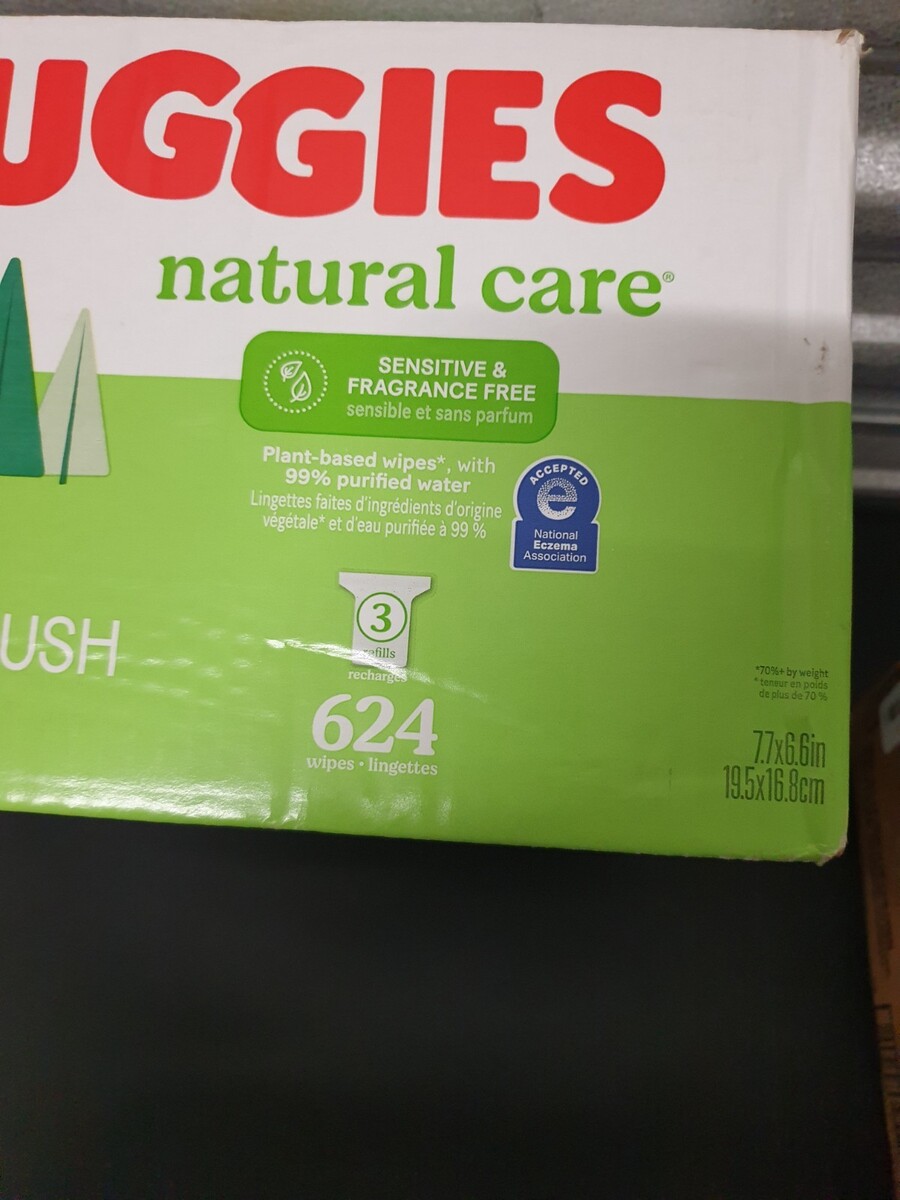 UGGIES
natural care®
SENSITIVE &
FRAGRANCE FREE
sensible et sans parfum
Plant-based wipes*, with
99% purified water
Lingettes faites d'ingrédients d'origine
végétale* et d'eau purifiée à 99 %
ACCEPTED
e
National
Eczema
Association
3
refills
recharges
624
wipes • lingettes
USH
*70%+ by weight
*teneur en poids
de plus de 70 %
7.7x6.6in
19.5x16.8cm